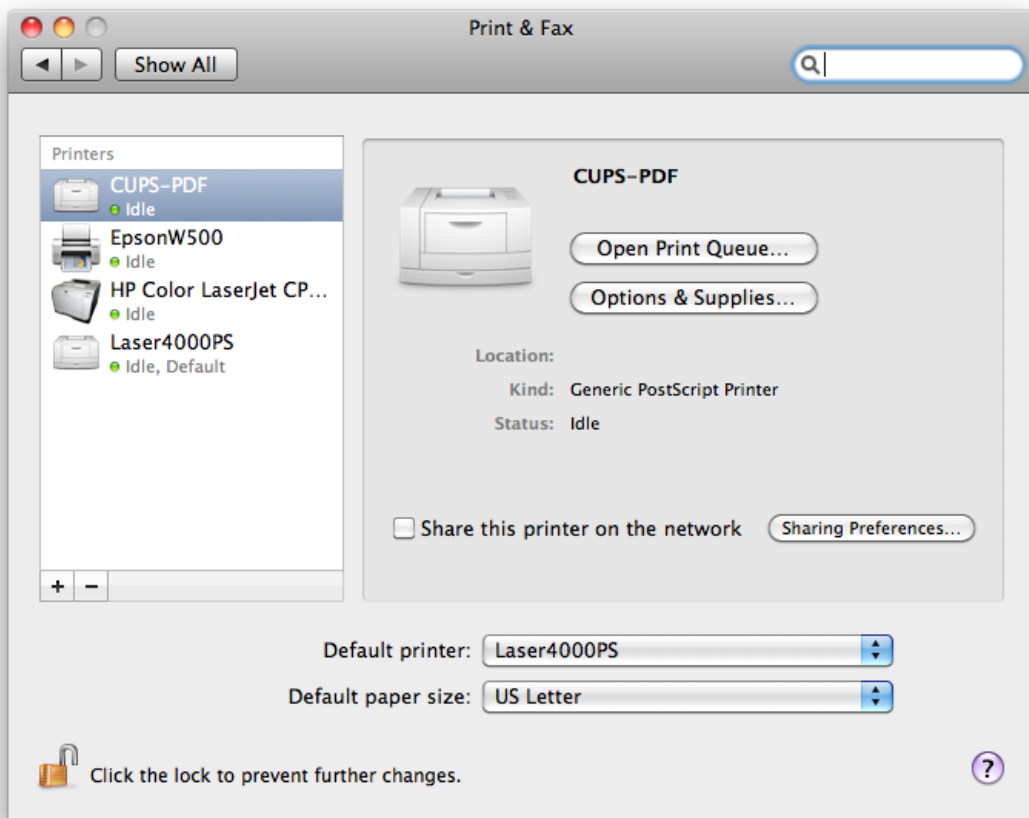 Print & Fax
Show All
Printers
CUPS-PDF
Idle
EpsonW500
Idle
HP Color LaserJet CP...
Idle
Laser4000PS
Idle, Default
+ −
CUPS-PDF
Open Print Queue...
Options & Supplies...
Location:
Kind: Generic PostScript Printer
Status: Idle
Share this printer on the network Sharing Preferences...
Default printer: Laser4000PS
Default paper size: US Letter
Click the lock to prevent further changes. ?